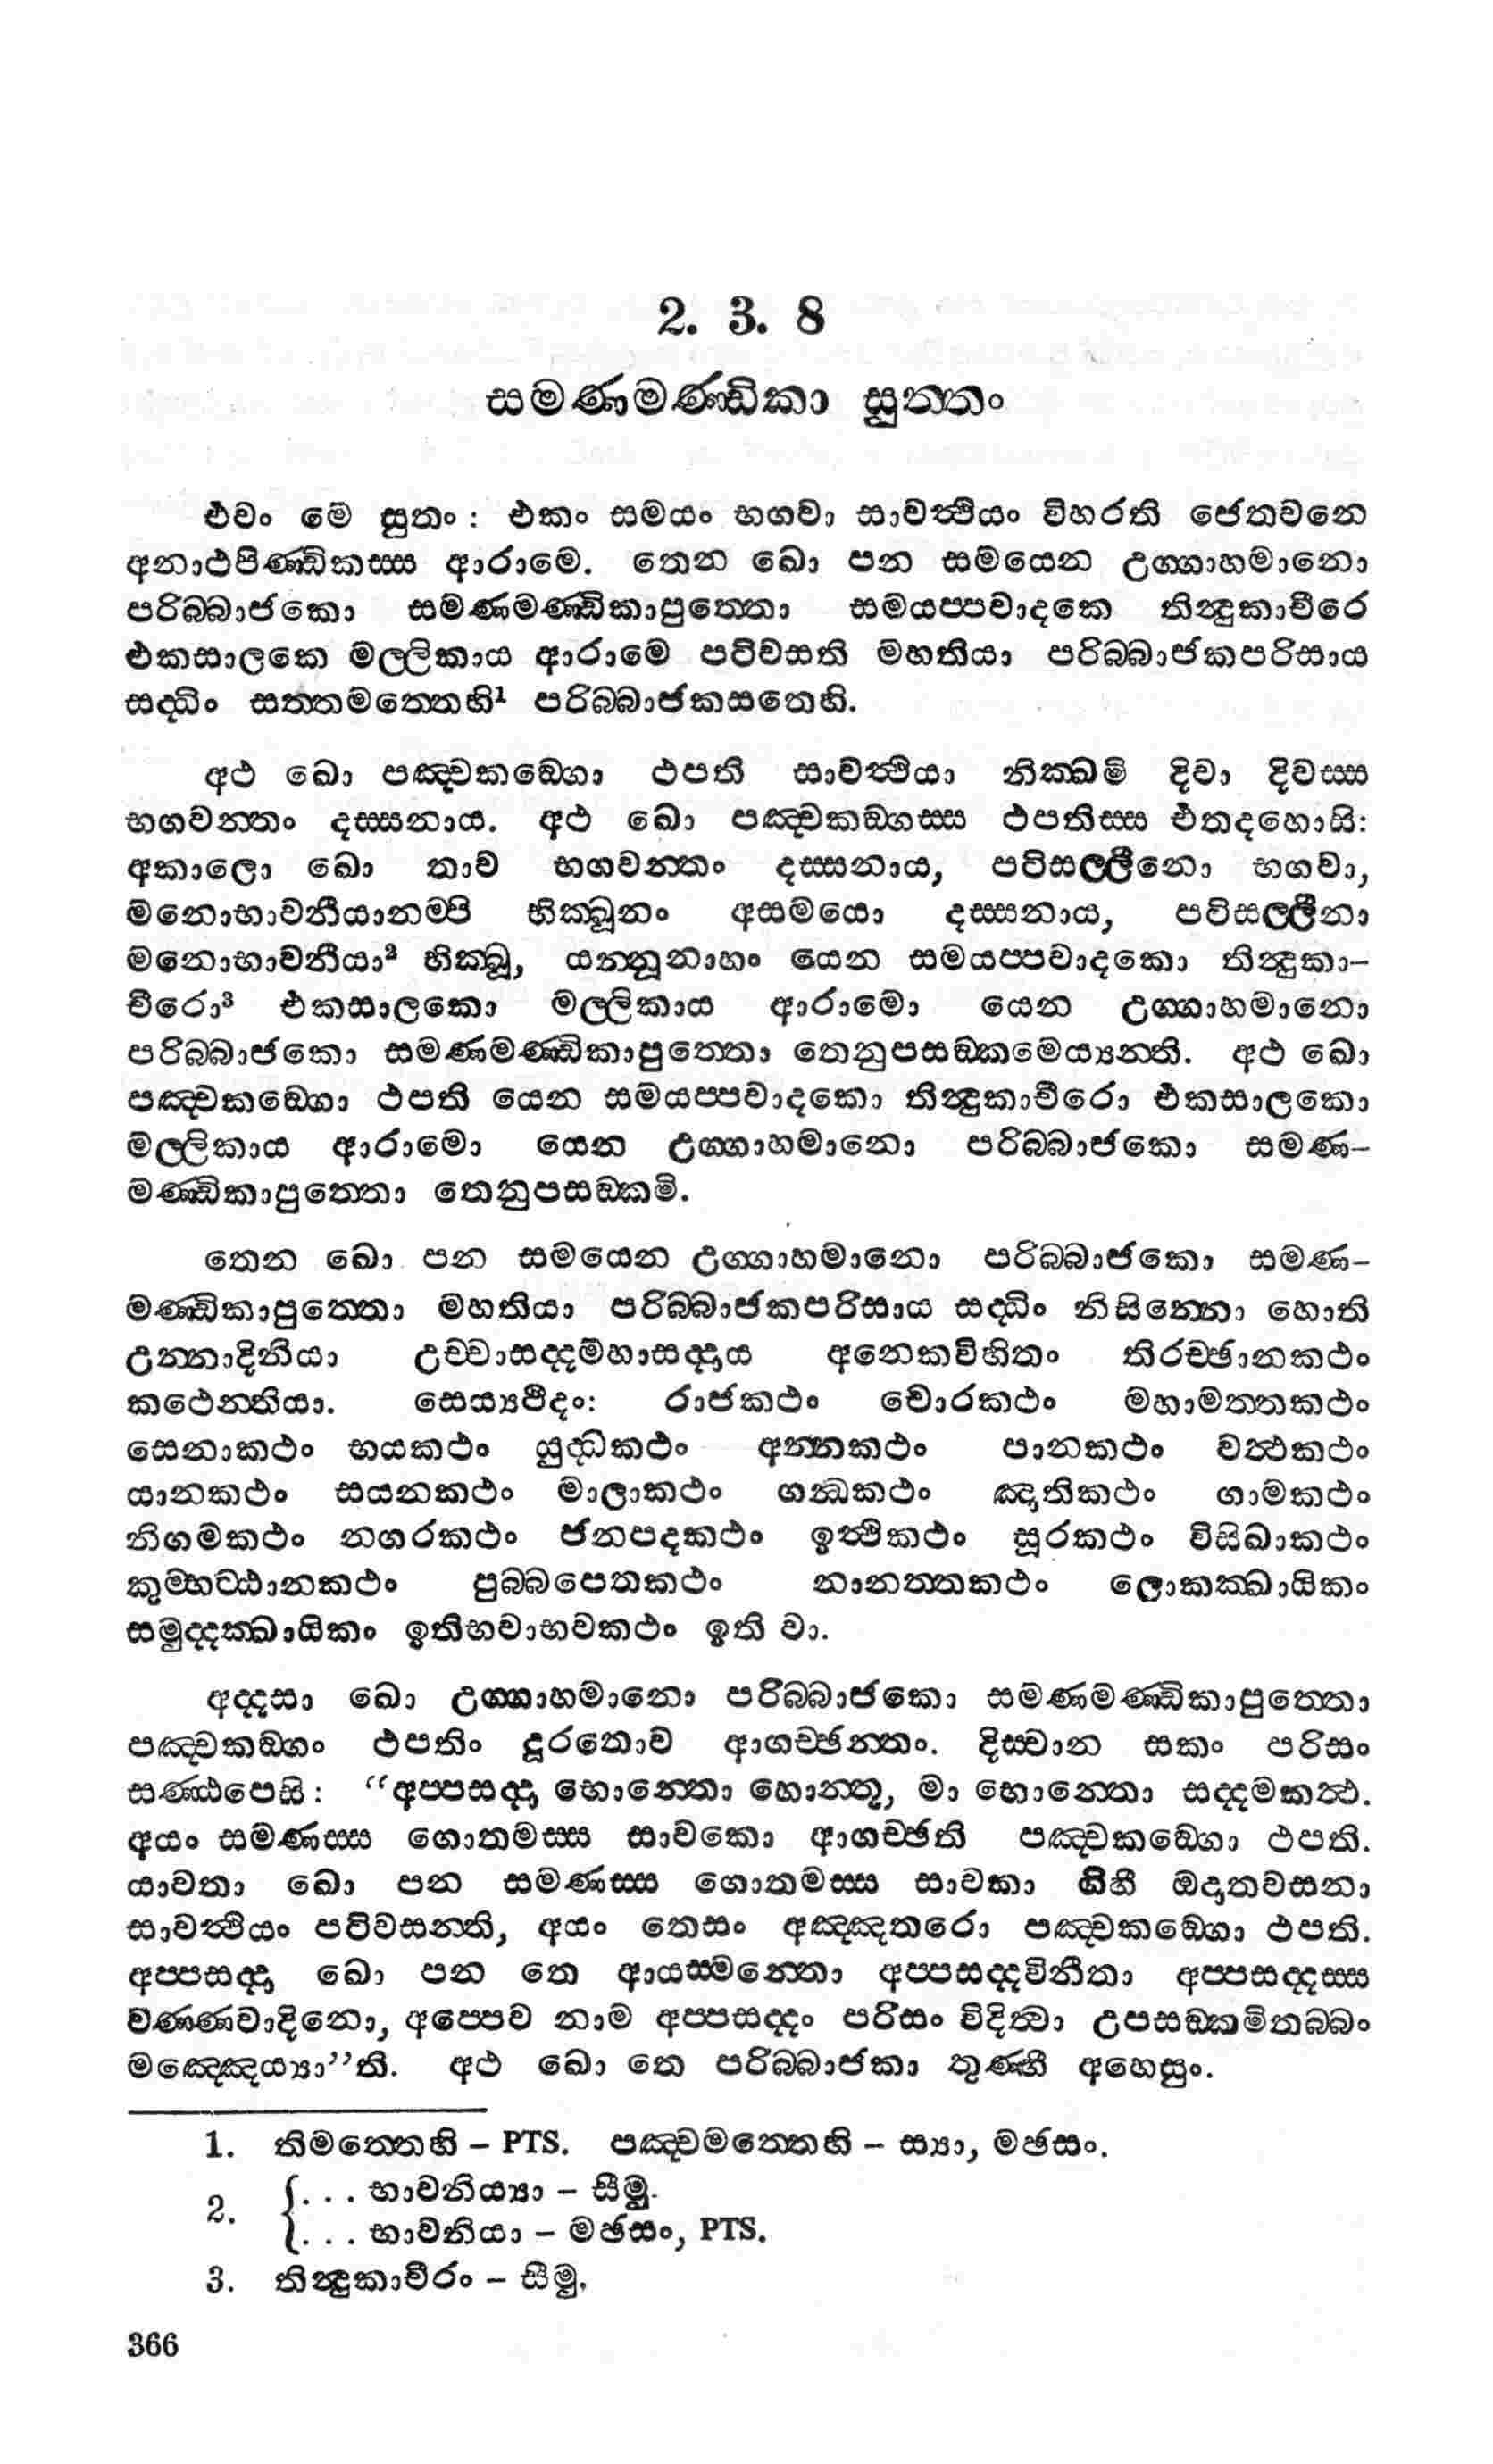 2. 3. 8
සමණමණ්ඩිකා සුත්තං
එවං මේ සුතං : එකං සමයං භගවා සාවත්ථියං විහරති ජෙතවනෙ
අනාථපිණ්ඩිකස්ස ආරාමෙ. තෙන ඛො පන සමයෙන උග්ගාහමානො
පරිබ්බාජකො සමණමණ්ඩිකාපුත්තො සමයප්පවාදකෙ තින්දුකාචීරෙ
එකසාලකෙ මල්ලිකාය ආරාමෙ පටිවසති මහතියා පරිබ්බාජකපරිසාය
සද්ධිං සත්තමත්තෙහි¹ පරිබ්බාජකසතෙහි.
අථ ඛො පඤ්චකඞ්ගො ථපති සාවත්ථියා නික්ඛමි දිවා දිවස්ස
භගවන්තං දස්සනාය. අථ ඛො පඤ්චකඞ්ගස්ස ථපතිස්ස එතදහොසි:
අකාලො ඛො තාව භගවන්තං දස්සනාය, පටිසල්ලීනො භගවා,
මනොභාවනීයානම්පි භික්ඛූනං අසමයො දස්සනාය, පටිසල්ලීනා
මනොභාවනීයා² භික්ඛූ, යන්නූනාහං යෙන සමයප්පවාදකො තින්දුකා-
චීරො³ එකසාලකො මල්ලිකාය ආරාමො යෙන උග්ගාහමානො
පරිබ්බාජකො සමණමණ්ඩිකාපුත්තො තෙනුපසඞ්කමෙය්‍යන්ති. අථ ඛො
පඤ්චකඞ්ගො ථපති යෙන සමයප්පවාදකො තින්දුකාචීරො එකසාලකො
මල්ලිකාය ආරාමො යෙන උග්ගාහමානො පරිබ්බාජකො සමණ-
මණ්ඩිකාපුත්තො තෙනුපසඞ්කමි.
තෙන ඛො පන සමයෙන උග්ගාහමානො පරිබ්බාජකො සමණ-
මණ්ඩිකාපුත්තො මහතියා පරිබ්බාජකපරිසාය සද්ධිං නිසින්නො හොති
උන්නාදිනියා උච්චාසද්දමහාසද්දාය අනෙකවිහිතං තිරච්ඡානකථං
කථෙන්තියා. සෙය්‍යථීදං: රාජකථං චොරකථං මහාමත්තකථං
සෙනාකථං භයකථං යුද්ධකථං අන්නකථං පානකථං වත්ථකථං
යානකථං සයනකථං මාලාකථං ගන්ධකථං ඤාතිකථං ගාමකථං
නිගමකථං නගරකථං ජනපදකථං ඉත්ථිකථං සූරකථං විසිඛාකථං
කුම්භට්ඨානකථං පුබ්බපෙතකථං නානත්තකථං ලොකක්ඛායිකං
සමුද්දක්ඛායිකං ඉතිභවාභවකථං ඉති වා.
අද්දසා ඛො උග්ගාහමානො පරිබ්බාජකො සමණමණ්ඩිකාපුත්තො
පඤ්චකඞ්ගං ථපතිං දූරතොව ආගච්ඡන්තං. දිස්වාන සකං පරිසං
සණ්ඨපෙසි : “අප්පසද්දා භොන්තො හොන්තු, මා භොන්තො සද්දමකත්ථ.
අයං සමණස්ස ගොතමස්ස සාවකො ආගච්ඡති පඤ්චකඞ්ගො ථපති.
යාවතා ඛො පන සමණස්ස ගොතමස්ස සාවකා ගිහී ඔදාතවසනා
සාවත්ථියං පටිවසන්ති, අයං තෙසං අඤ්ඤතරො පඤ්චකඞ්ගො ථපති.
අප්පසද්දා ඛො පන තෙ ආයස්මන්තො අප්පසද්දවිනීතා අප්පසද්දස්ස
වණ්ණවාදිනො, අප්පෙව නාම අප්පසද්දං පරිසං විදිත්වා උපසඞ්කමිතබ්බං
මඤ්ඤෙය්‍යා”ති. අථ ඛො තෙ පරිබ්බාජකා තුණ්හී අහෙසුං.
1. තිමත්තෙහි – PTS. පඤ්චමත්තෙහි – ස්‍යා, මඡසං.
2. { . . . භාවනිය්‍යා – සීමු.
{ . . . භාවනියා – මඡසං, PTS.
3. තින්දුකාචීරං – සීමු.
366